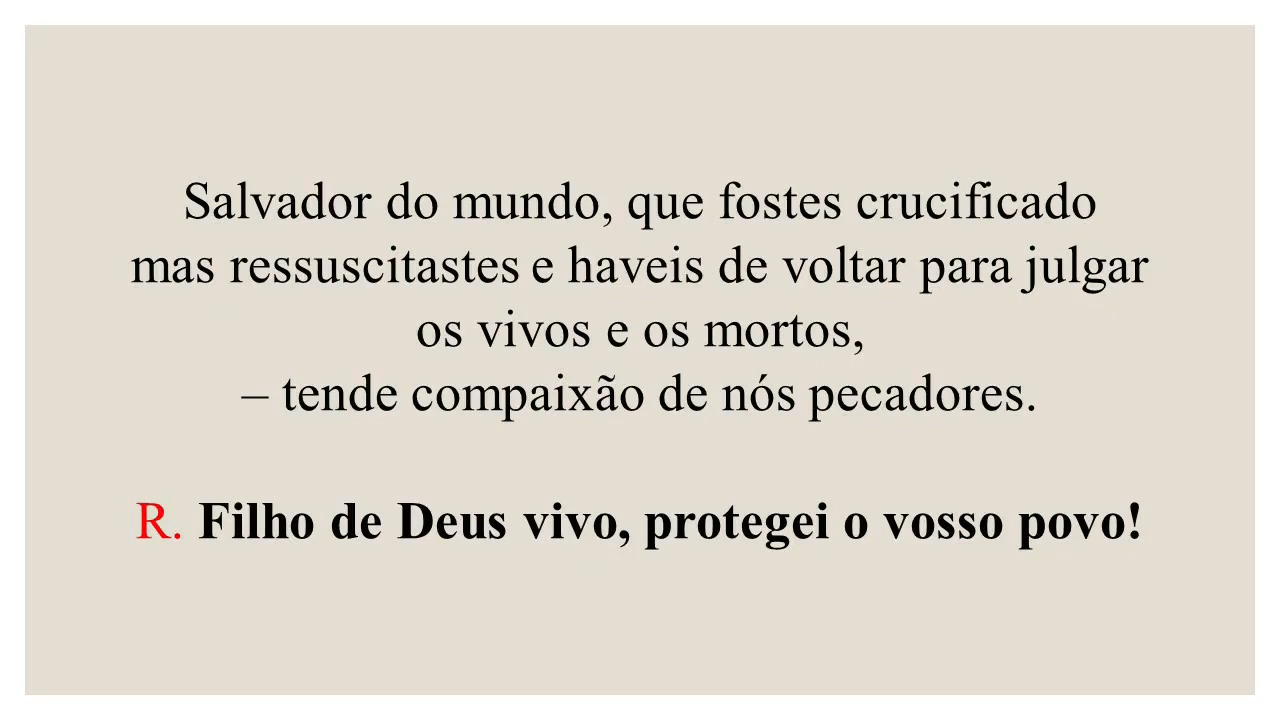 Salvador do mundo, que fostes crucificado
mas ressuscitastes e haveis de voltar para julgar
os vivos e os mortos,
– tende compaixão de nós pecadores.
R. Filho de Deus vivo, protegei o vosso povo!